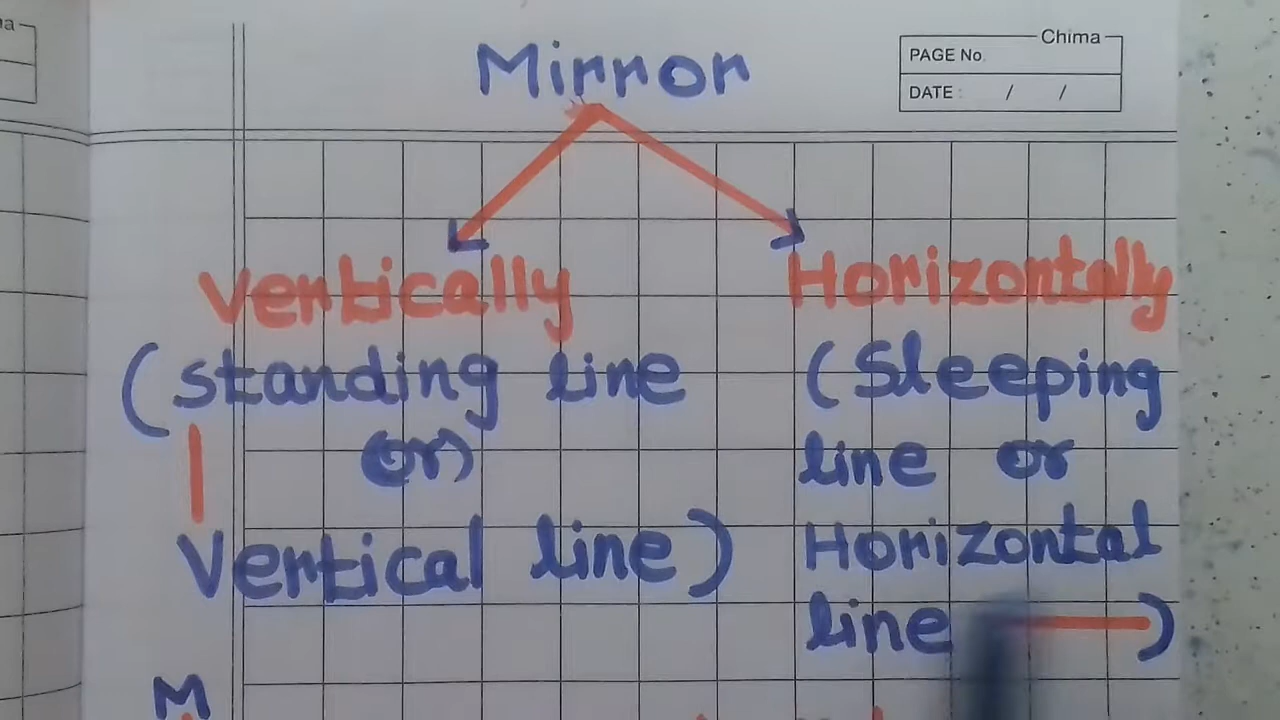 Chima
PAGE No.
DATE : / /
Mirror
Vertically
Horizontally
(standing line
(or)
Vertical line)
(Sleeping
line or
Horizontal
line —)
M